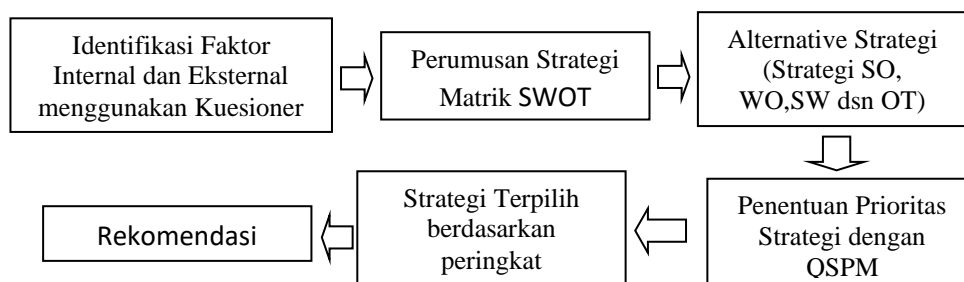 Identifikasi Faktor
Internal dan Eksternal
menggunakan Kuesioner
Perumusan Strategi
Matrik SWOT
Alternative Strategi
(Strategi SO,
WO,SW dsn OT)
Penentuan Prioritas
Strategi dengan
QSPM
Strategi Terpilih
berdasarkan
peringkat
Rekomendasi